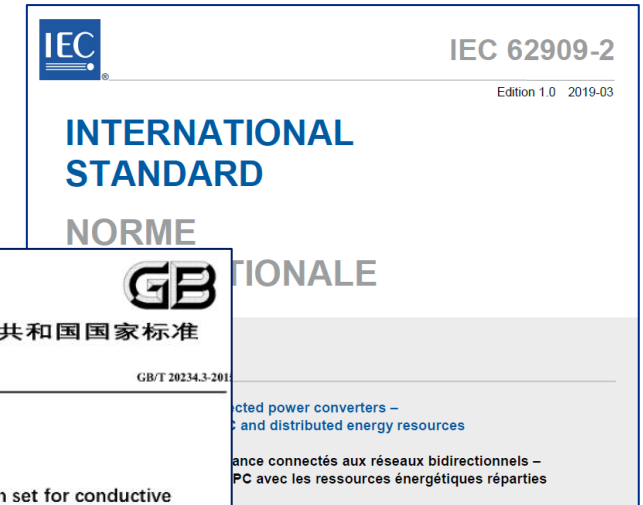 IEC
IEC 62909-2
Edition 1.0 2019-03
INTERNATIONAL
STANDARD
NORME
TIONALE
GB
共和国国家标准
GB/T 20234.3-201
cted power converters –
and distributed energy resources
ance connectés aux réseaux bidirectionnels –
PC avec les ressources énergétiques réparties
set for conductive